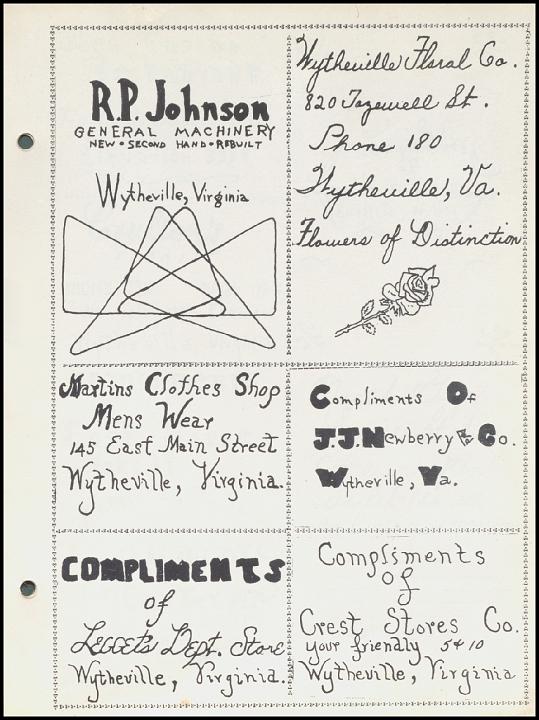 R.P. Johnson
GENERAL MACHINERY
NEW • SECOND HAND • REBUILT
Wytheville, Virginia
Wytheville Floral Co.
820 Tazewell St.
Phone 180
Wytheville, Va.
Flowers of Distinction
Martins Clothes Shop
Mens Wear
145 East Main Street
Wytheville, Virginia.
Compliments Of
J.J. Newberry & Co.
Wytheville, Va.
COMPLIMENTS
of
Leggets Dept. Store
Wytheville, Virginia.
Compliments
of
Crest Stores Co.
your friendly 5 & 10
Wytheville, Virginia